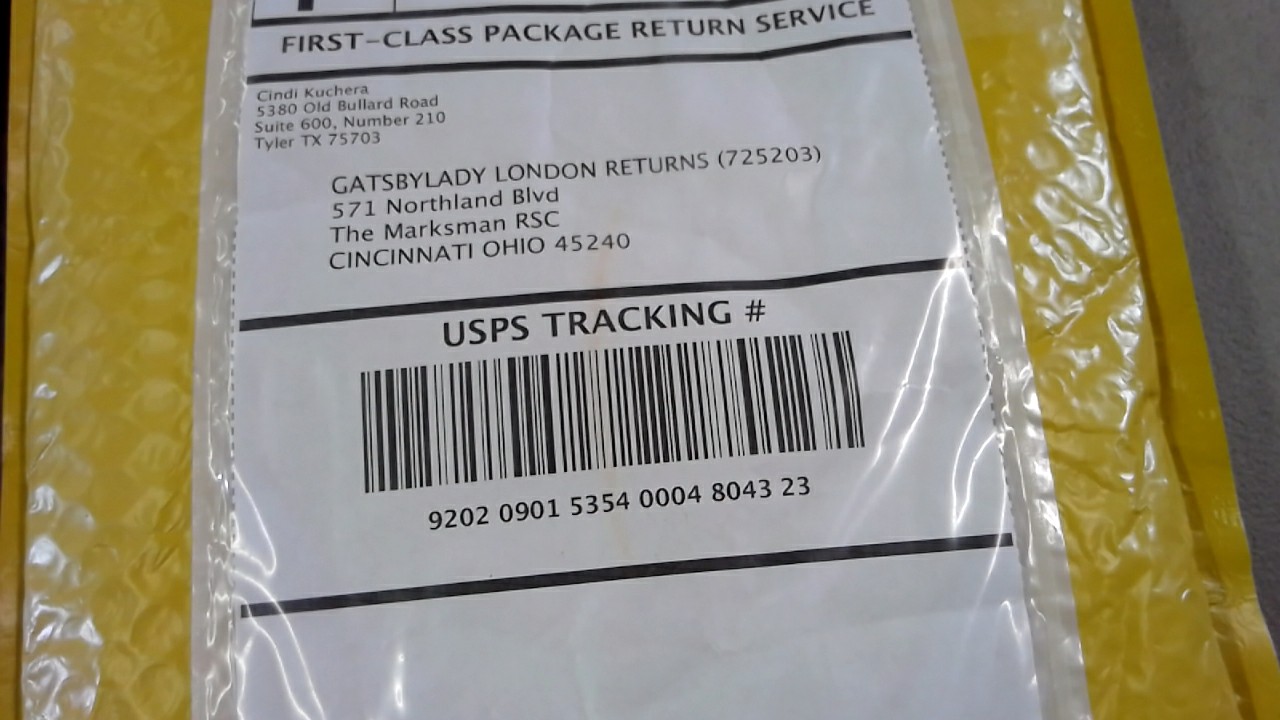 FIRST-CLASS PACKAGE RETURN SERVICE
Cindi Kuchera
5380 Old Bullard Road
Suite 600, Number 210
Tyler TX 75703
GATSBYLADY LONDON RETURNS (725203)
571 Northland Blvd
The Marksman RSC
CINCINNATI OHIO 45240
USPS TRACKING #
9202 0901 5354 0004 8043 23